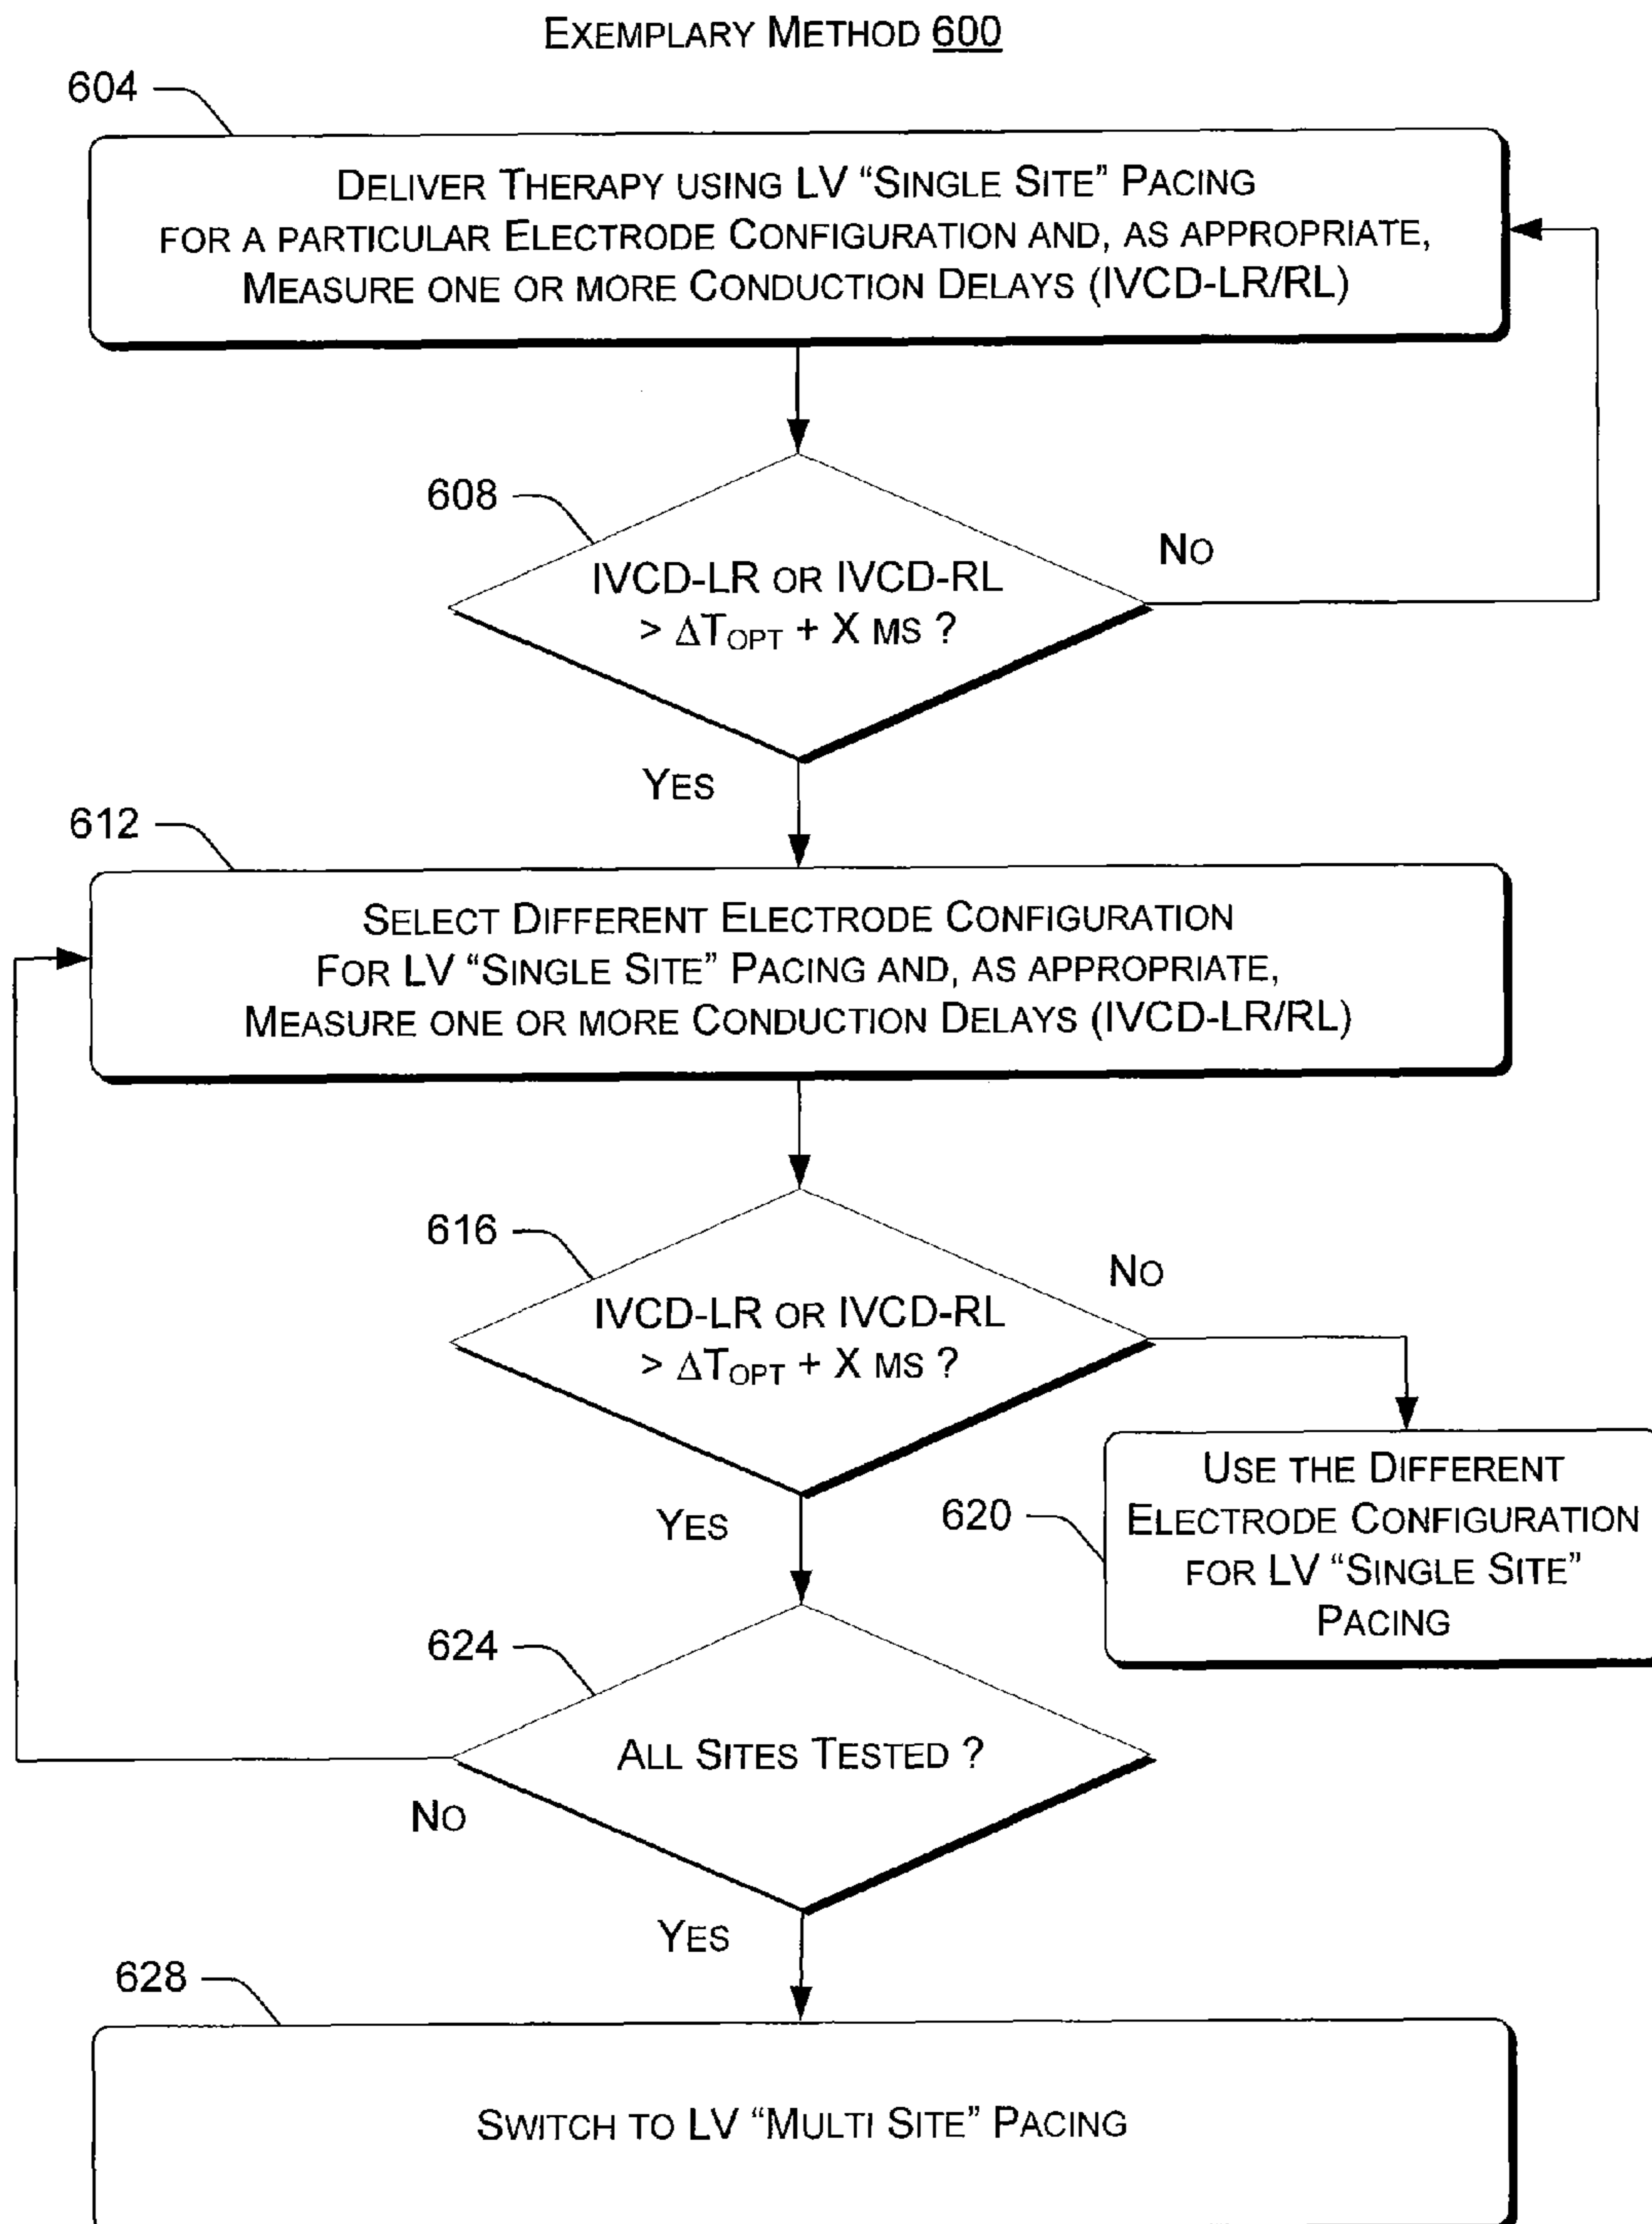 EXEMPLARY METHOD 600
604
DELIVER THERAPY USING LV “SINGLE SITE” PACING
FOR A PARTICULAR ELECTRODE CONFIGURATION AND, AS APPROPRIATE,
MEASURE ONE OR MORE CONDUCTION DELAYS (IVCD-LR/RL)
608
IVCD-LR OR IVCD-RL
> ΔTOPT + X MS ?
NO
YES
612
SELECT DIFFERENT ELECTRODE CONFIGURATION
FOR LV “SINGLE SITE” PACING AND, AS APPROPRIATE,
MEASURE ONE OR MORE CONDUCTION DELAYS (IVCD-LR/RL)
616
IVCD-LR OR IVCD-RL
> ΔTOPT + X MS ?
NO
YES
620
USE THE DIFFERENT
ELECTRODE CONFIGURATION
FOR LV “SINGLE SITE”
PACING
624
ALL SITES TESTED ?
NO
YES
628
SWITCH TO LV “MULTI SITE” PACING